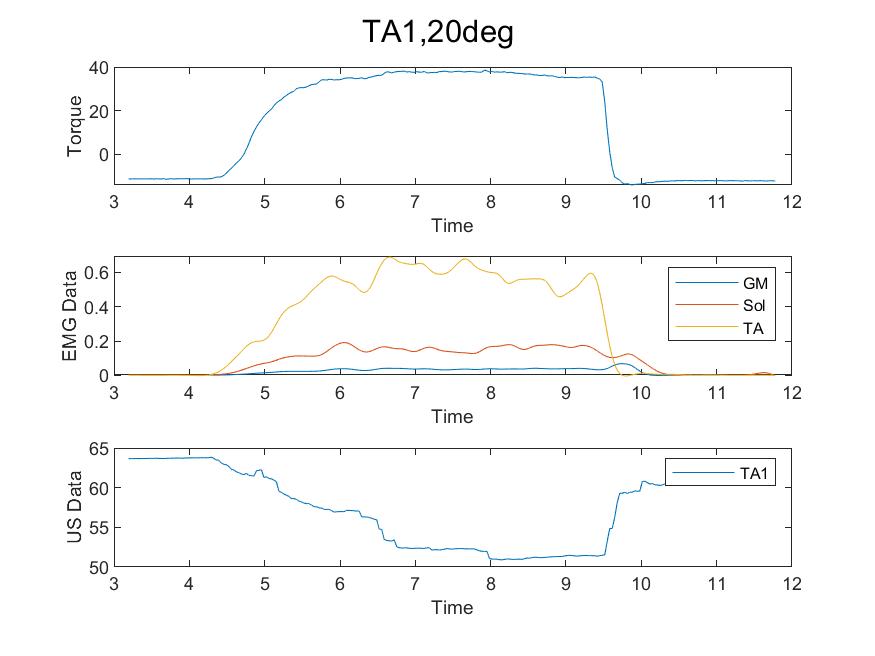 TA1,20deg
40
20
0
Torque
3 4 5 6 7 8 9 10 11 12
Time
0.6
0.4
0.2
0
EMG Data
GM
Sol
TA
3 4 5 6 7 8 9 10 11 12
Time
65
60
55
50
US Data
TA1
3 4 5 6 7 8 9 10 11 12
Time